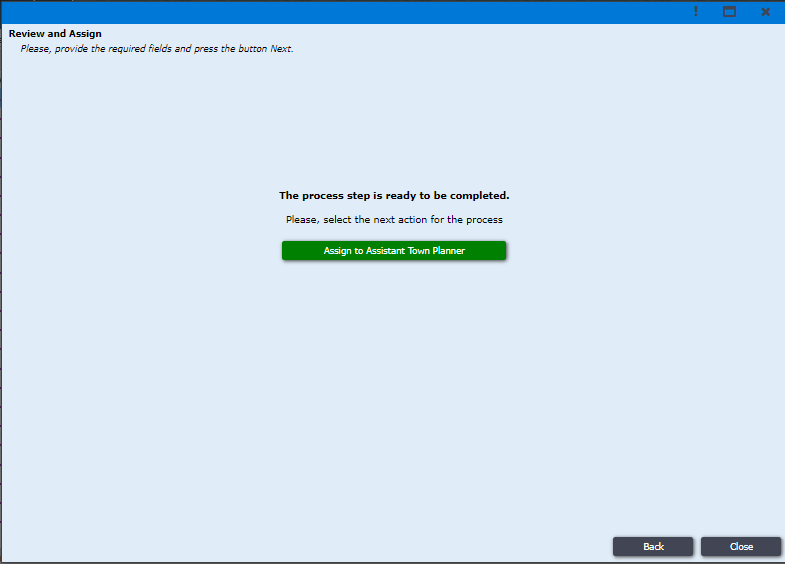 Review and Assign
Please, provide the required fields and press the button Next.
The process step is ready to be completed.
Please, select the next action for the process
Assign to Assistant Town Planner
Back
Close